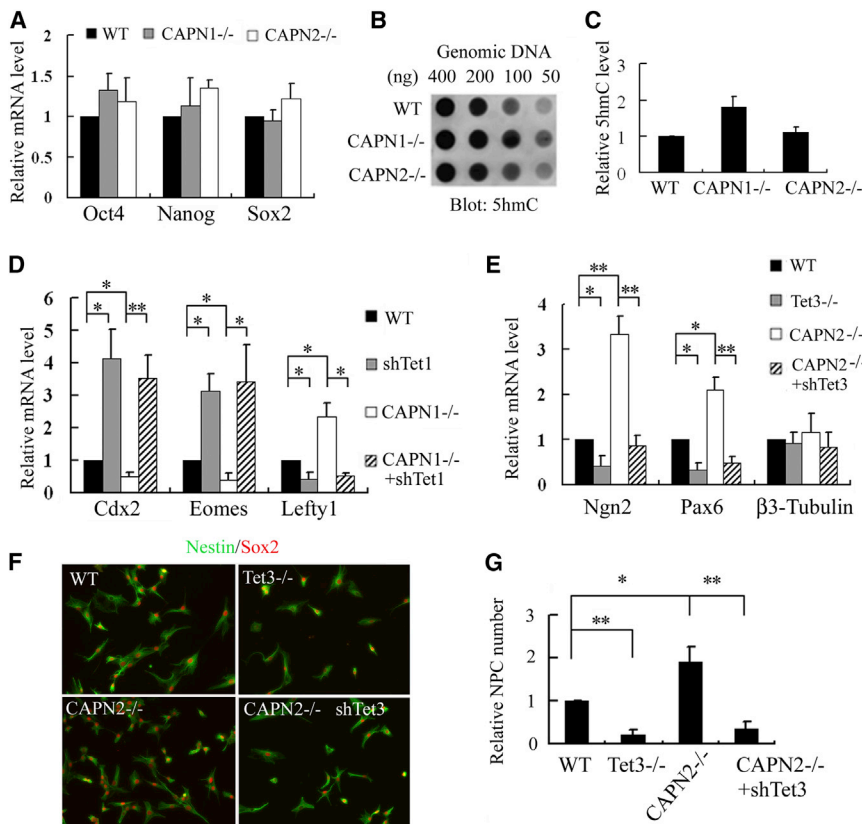 A
WT CAPN1-/- CAPN2-/-
Relative mRNA level
2
1.5
1
0.5
0
Oct4 Nanog Sox2
B
Genomic DNA
(ng) 400 200 100 50
WT
CAPN1-/-
CAPN2-/-
Blot: 5hmC
C
Relative 5hmC level
5
4
3
2
1
0
WT CAPN1-/- CAPN2-/-
D
Relative mRNA level
6
5
4
3
2
1
0
* * **
* * *
* * *
Cdx2 Eomes Lefty1
WT
shTet1
CAPN1-/-
CAPN1-/-
+shTet1
E
Relative mRNA level
4
3
2
1
0
** * **
* * **
Ngn2 Pax6 β3-Tubulin
WT
Tet3-/-
CAPN2-/-
CAPN2-/-
+shTet3
F
Nestin/Sox2
WT
Tet3-/-
CAPN2-/-
CAPN2-/- shTet3
G
Relative NPC number
3
2
1
0
* **
**
WT Tet3-/- CAPN2-/- CAPN2-/-
+shTet3